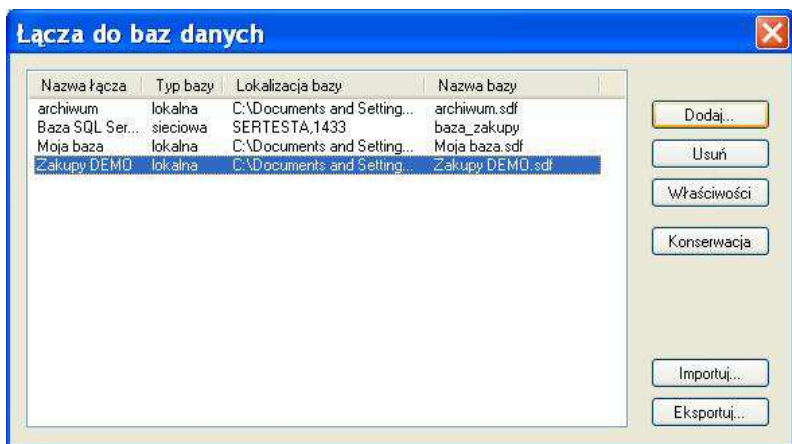 Łącza do baz danych
Nazwa łącza Typ bazy Lokalizacja bazy Nazwa bazy
archiwum lokalna C:\Documents and Setting... archiwum.sdf
Baza SQL Ser... sieciowa SERTESTA,1433 baza_zakupy
Moja baza lokalna C:\Documents and Setting... Moja baza.sdf
Zakupy DEMO lokalna C:\Documents and Setting... Zakupy DEMO.sdf
Dodaj...
Usuń
Właściwości
Konserwacja
Importuj...
Eksportuj...